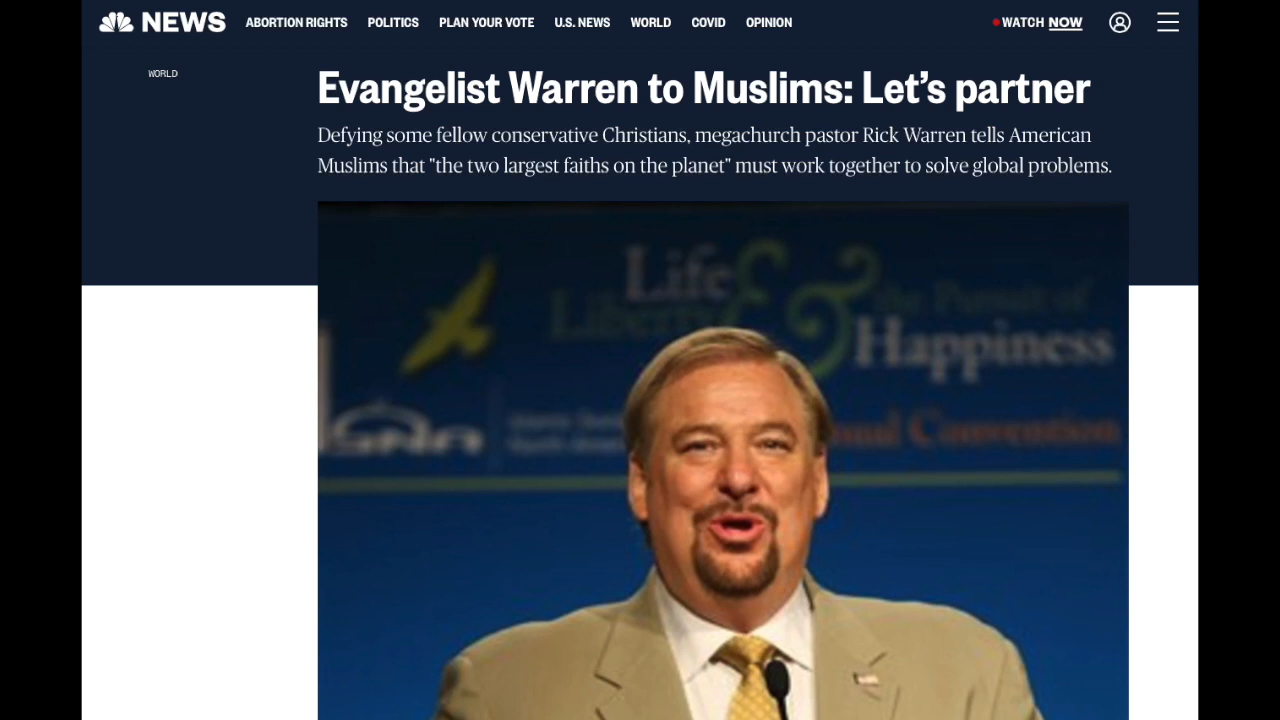 NEWS ABORTION RIGHTS POLITICS PLAN YOUR VOTE U.S. NEWS WORLD COVID OPINION WATCH NOW
WORLD
Evangelist Warren to Muslims: Let’s partner
Defying some fellow conservative Christians, megachurch pastor Rick Warren tells American
Muslims that "the two largest faiths on the planet" must work together to solve global problems.
Life
Liberty & the Pursuit of
Happiness
Convention